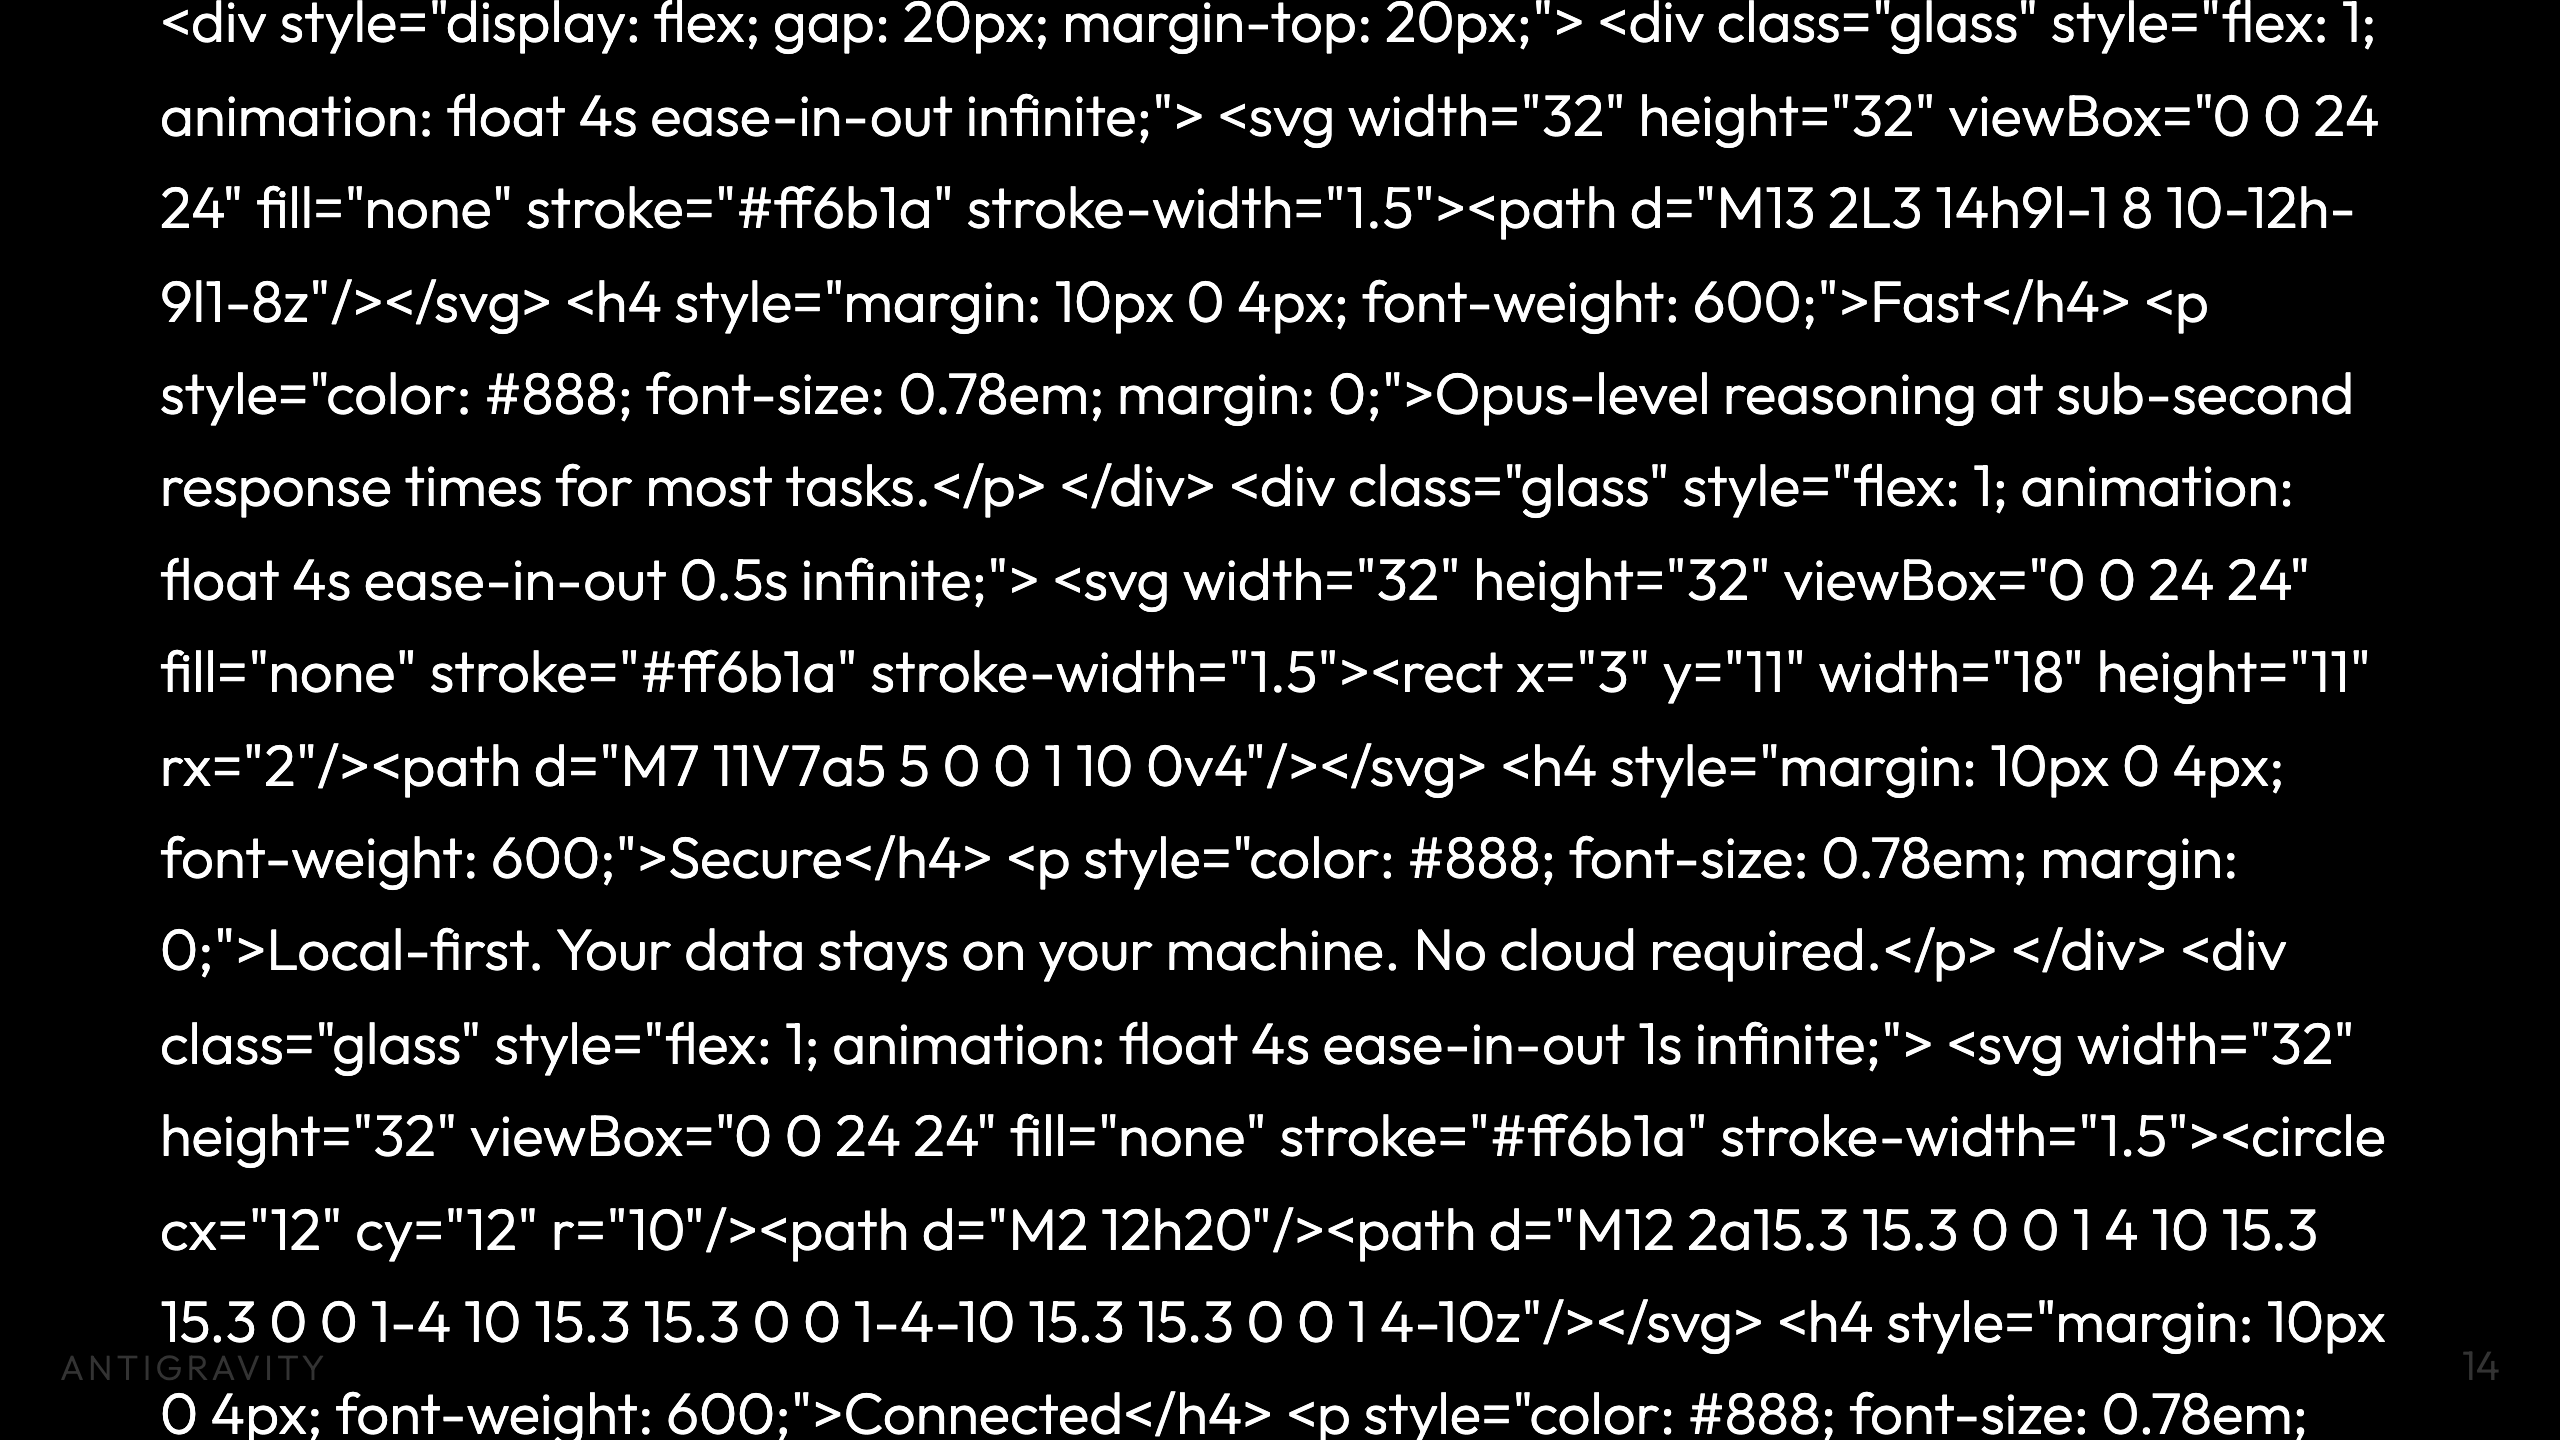 <div style="display: flex; gap: 20px; margin-top: 20px;"> <div class="glass" style="flex: 1;
animation: float 4s ease-in-out infinite;"> <svg width="32" height="32" viewBox="0 0 24
24" fill="none" stroke="#ff6b1a" stroke-width="1.5"><path d="M13 2L3 14h9l-1 8 10-12h-
9l1-8z"/></svg> <h4 style="margin: 10px 0 4px; font-weight: 600;">Fast</h4> <p
style="color: #888; font-size: 0.78em; margin: 0;">Opus-level reasoning at sub-second
response times for most tasks.</p> </div> <div class="glass" style="flex: 1; animation:
float 4s ease-in-out 0.5s infinite;"> <svg width="32" height="32" viewBox="0 0 24 24"
fill="none" stroke="#ff6b1a" stroke-width="1.5"><rect x="3" y="11" width="18" height="11"
rx="2"/><path d="M7 11V7a5 5 0 0 1 10 0v4"/></svg> <h4 style="margin: 10px 0 4px;
font-weight: 600;">Secure</h4> <p style="color: #888; font-size: 0.78em; margin:
0;">Local-first. Your data stays on your machine. No cloud required.</p> </div> <div
class="glass" style="flex: 1; animation: float 4s ease-in-out 1s infinite;"> <svg width="32"
height="32" viewBox="0 0 24 24" fill="none" stroke="#ff6b1a" stroke-width="1.5"><circle
cx="12" cy="12" r="10"/><path d="M2 12h20"/><path d="M12 2a15.3 15.3 0 0 1 4 10 15.3
15.3 0 0 1-4 10 15.3 15.3 0 0 1-4-10 15.3 15.3 0 0 1 4-10z"/></svg> <h4 style="margin: 10px
ANTIGRAVITY
14
0 4px; font-weight: 600;">Connected</h4> <p style="color: #888; font-size: 0.78em;